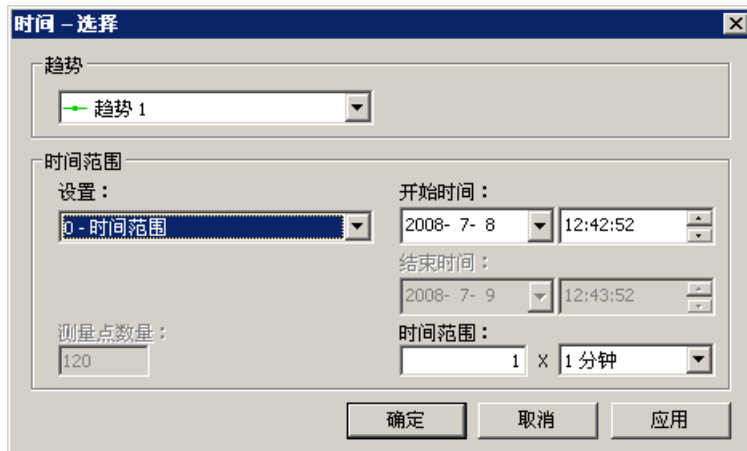 时间 – 选择
趋势
趋势 1
时间范围
设置：
开始时间：
0 - 时间范围
2008- 7- 8
12:42:52
结束时间：
2008- 7- 9
12:43:52
测量点数量：
时间范围：
120
1 X 1 分钟
确定
取消
应用